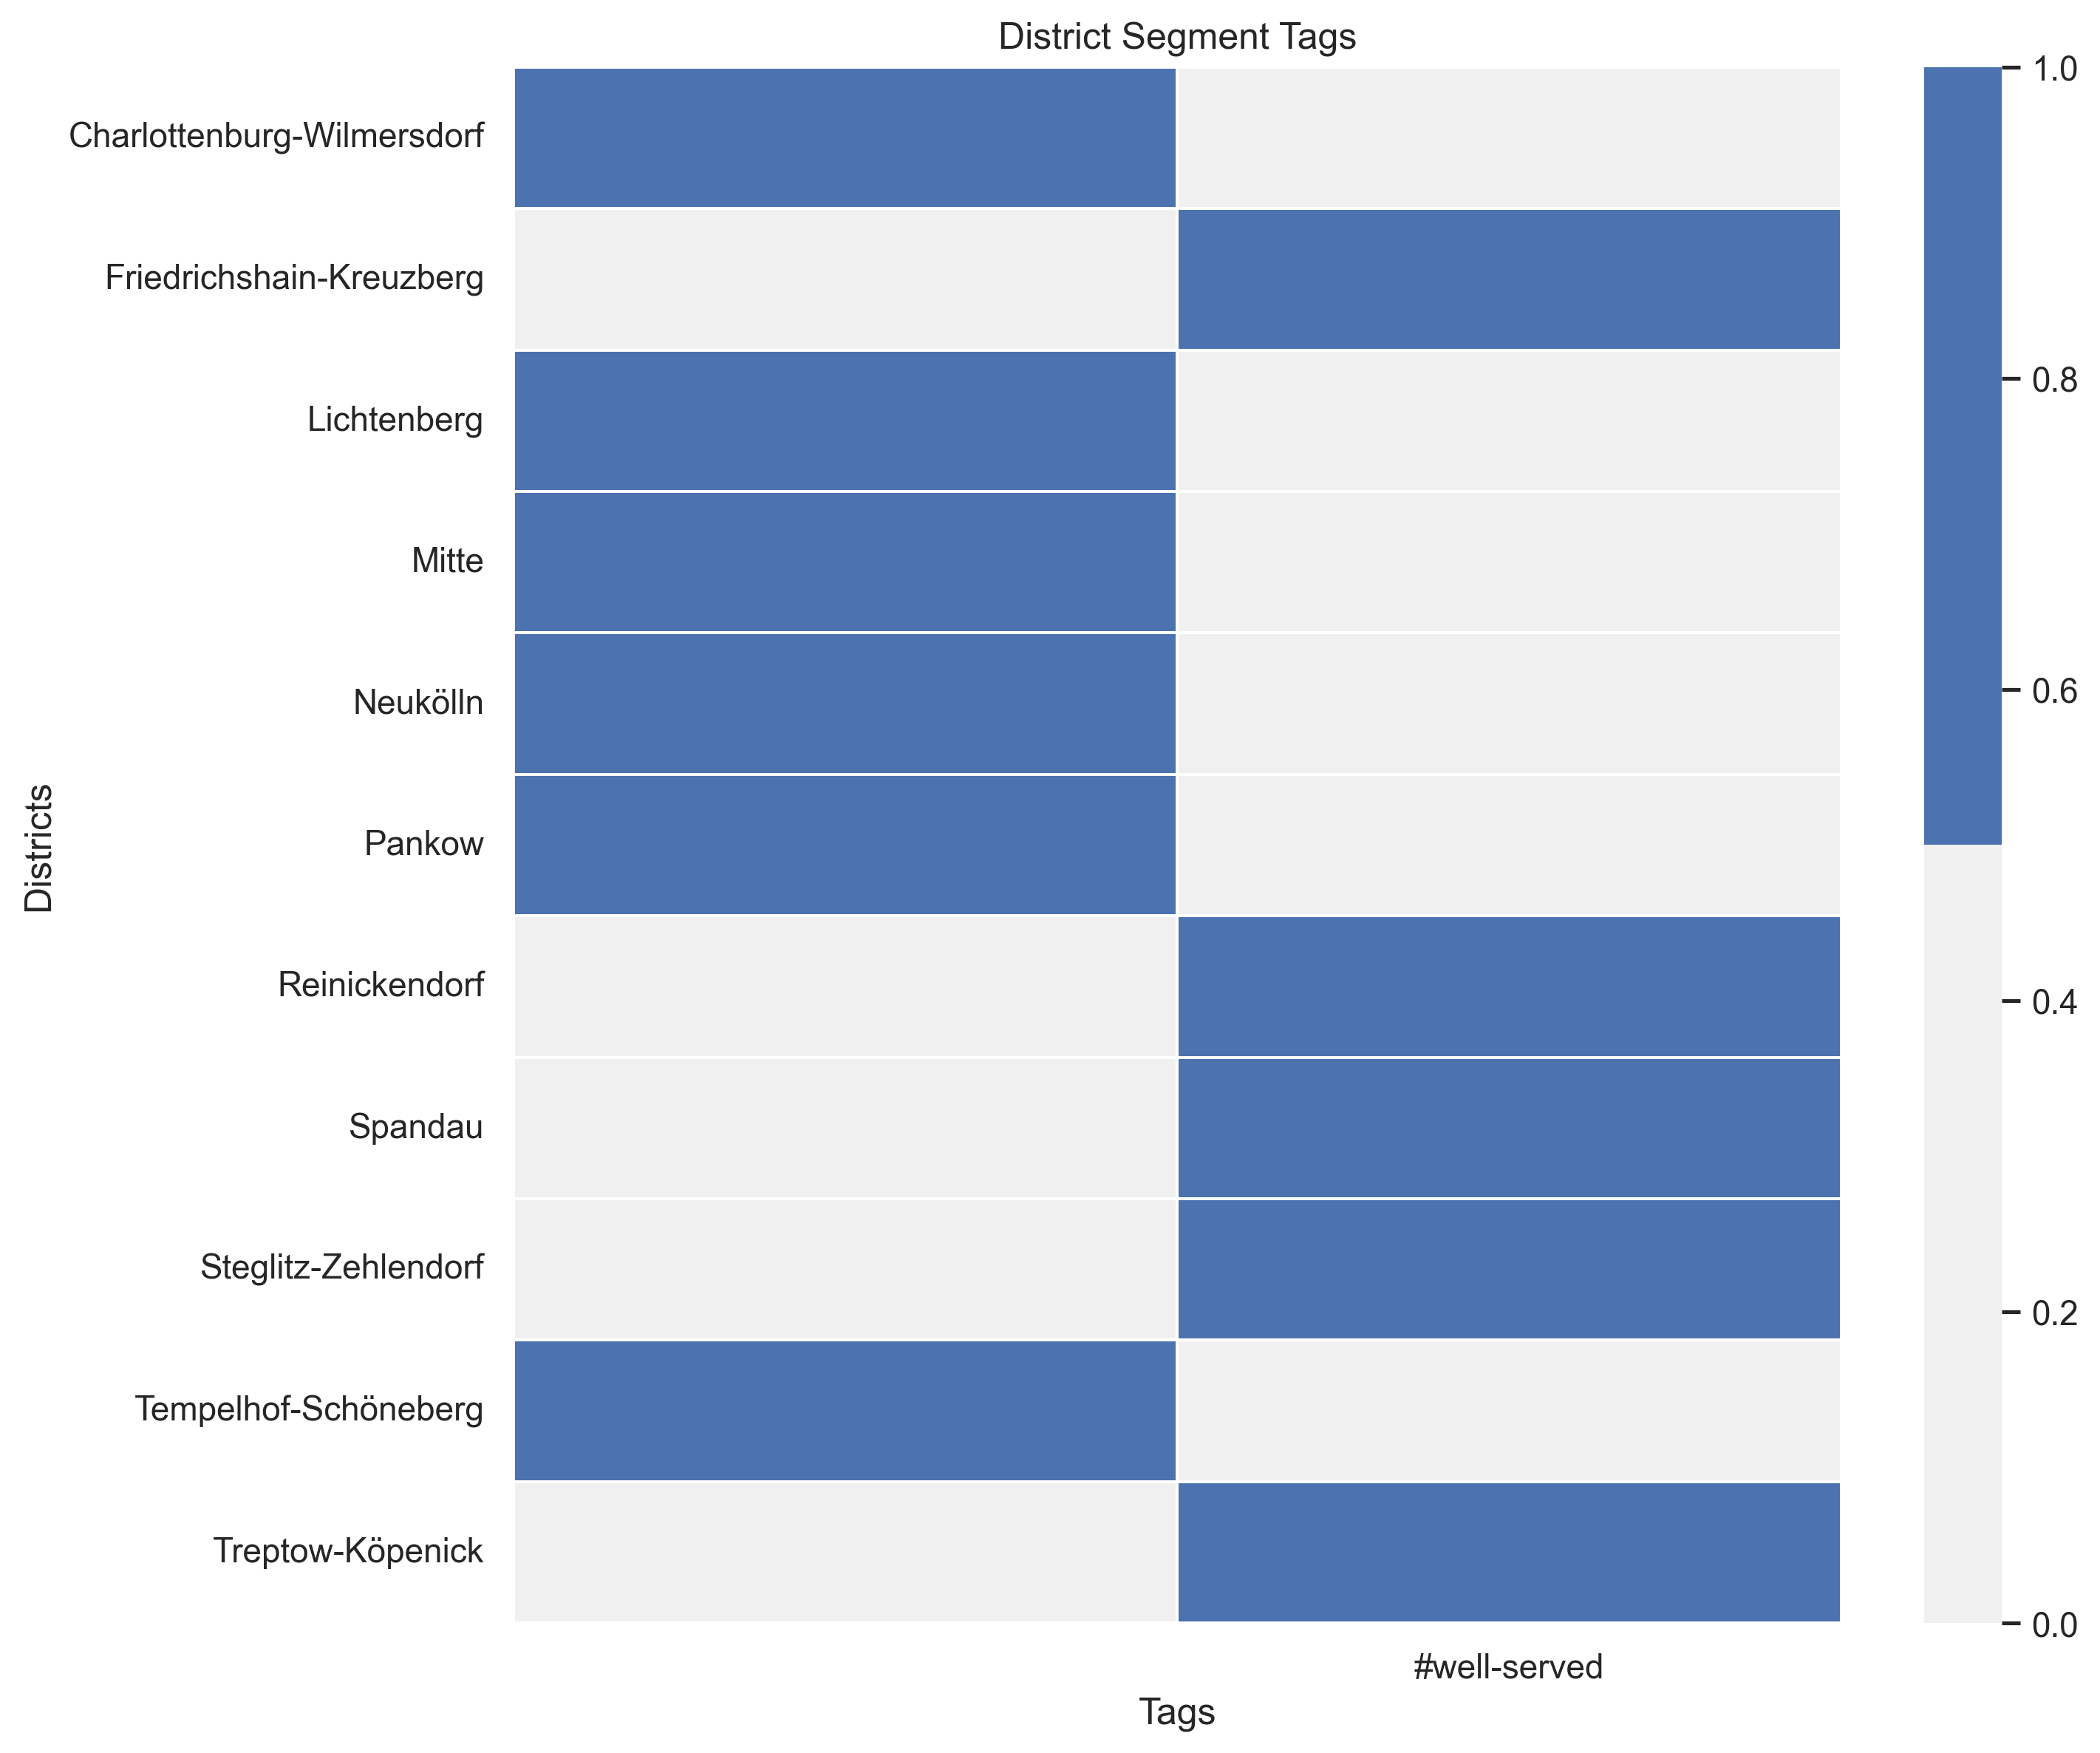 District Segment Tags
Charlottenburg-Wilmersdorf
Friedrichshain-Kreuzberg
Lichtenberg
Mitte
Neukölln
Pankow
Reinickendorf
Spandau
Steglitz-Zehlendorf
Tempelhof-Schöneberg
Treptow-Köpenick
Districts
#well-served
Tags
1.0
0.8
0.6
0.4
0.2
0.0